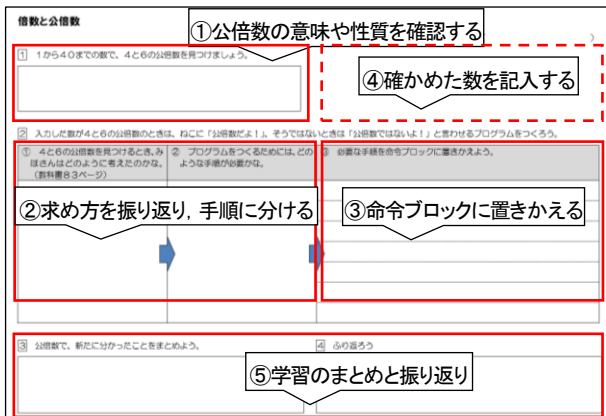 倍数と公倍数
①公倍数の意味や性質を確認する
)
1 1から40までの数で、4と6の公倍数を見つけましょう。
④確かめた数を記入する
2 入力した数が4と6の公倍数のときは、ねこに「公倍数だよ!」、そうではないときは「公倍数ではないよ!」と言わせるプログラムをつくろう。
① 4と6の公倍数を見つけるとき、み
ほさんはどのように考えたのかな。
(教科書83ページ)
② プログラムをつくるためには、どの
ような手順が必要かな。
③ 必要な手順を命令ブロックに置きかえよう。
②求め方を振り返り,手順に分ける
③命令ブロックに置きかえる
3 公倍数で、新たに分かったことをまとめよう。
4 ふり返ろう
⑤学習のまとめと振り返り